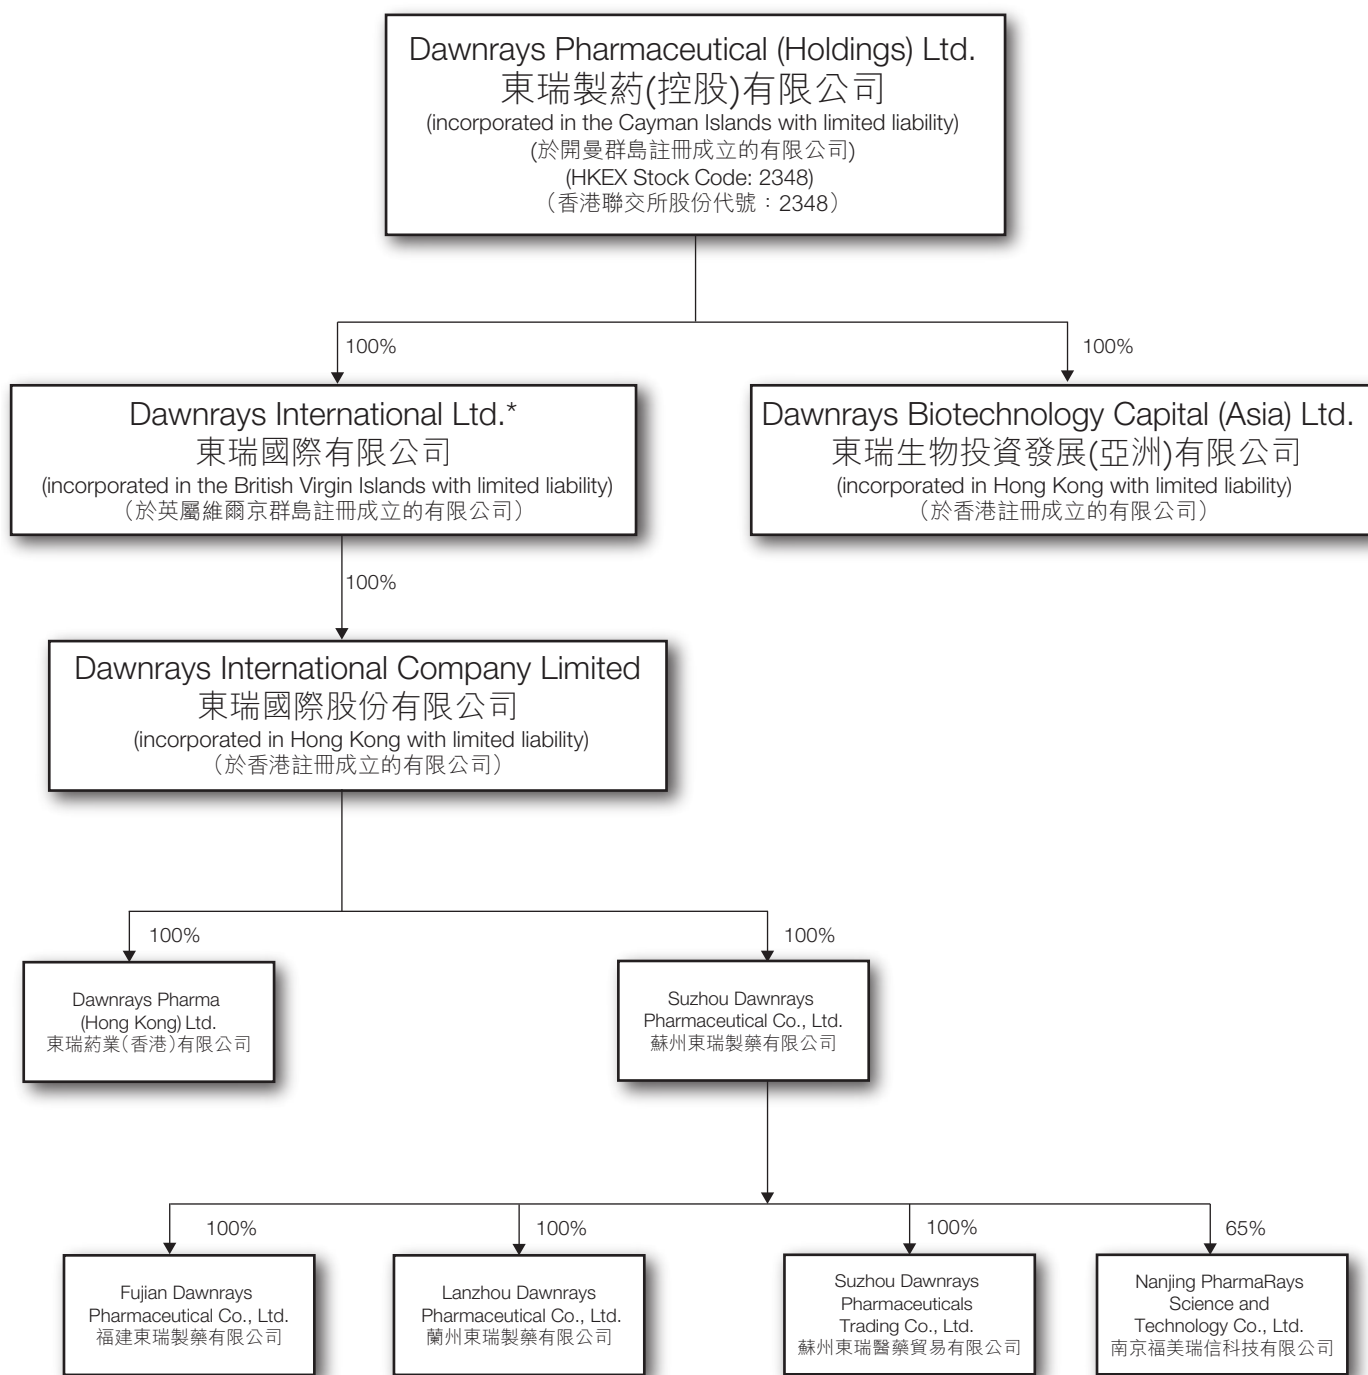 Dawnrays Pharmaceutical (Holdings) Ltd.
東瑞製葯(控股)有限公司
(incorporated in the Cayman Islands with limited liability)
(於開曼群島註冊成立的有限公司)
(HKEX Stock Code: 2348)
（香港聯交所股份代號：2348）
100%
100%
Dawnrays International Ltd.*
東瑞國際有限公司
(incorporated in the British Virgin Islands with limited liability)
（於英屬維爾京群島註冊成立的有限公司）
Dawnrays Biotechnology Capital (Asia) Ltd.
東瑞生物投資發展(亞洲)有限公司
(incorporated in Hong Kong with limited liability)
（於香港註冊成立的有限公司）
100%
Dawnrays International Company Limited
東瑞國際股份有限公司
(incorporated in Hong Kong with limited liability)
（於香港註冊成立的有限公司）
100%
100%
Dawnrays Pharma
(Hong Kong) Ltd.
東瑞葯業（香港）有限公司
Suzhou Dawnrays
Pharmaceutical Co., Ltd.
蘇州東瑞製藥有限公司
100%
100%
100%
65%
Fujian Dawnrays
Pharmaceutical Co., Ltd.
福建東瑞製藥有限公司
Lanzhou Dawnrays
Pharmaceutical Co., Ltd.
蘭州東瑞製藥有限公司
Suzhou Dawnrays
Pharmaceuticals
Trading Co., Ltd.
蘇州東瑞醫藥貿易有限公司
Nanjing PharmaRays
Science and
Technology Co., Ltd.
南京福美瑞信科技有限公司